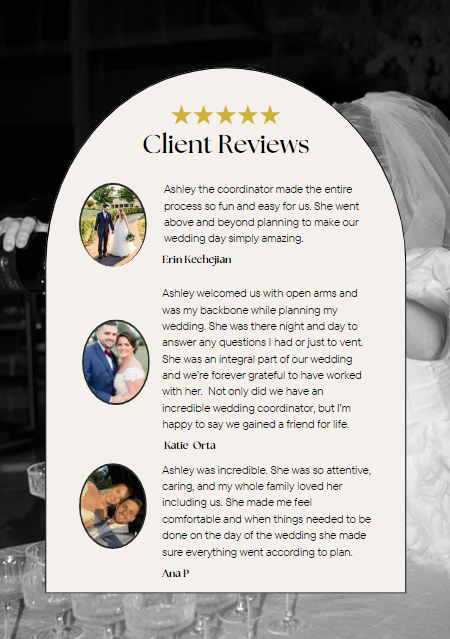 Client Reviews
Ashley the coordinator made the entire
process so fun and easy for us. She went
above and beyond planning to make our
wedding day simply amazing.
Erin Kechejian
Ashley welcomed us with open arms and
was my backbone while planning my
wedding. She was there night and day to
answer any questions I had or just to vent.
She was an integral part of our wedding
and we're forever grateful to have worked
with her. Not only did we have an
incredible wedding coordinator, but I'm
happy to say we gained a friend for life.
Katie Orta
Ashley was incredible. She was so attentive,
caring, and my whole family loved her
including us. She made me feel
comfortable and when things needed to be
done on the day of the wedding she made
sure everything went according to plan.
Ana P